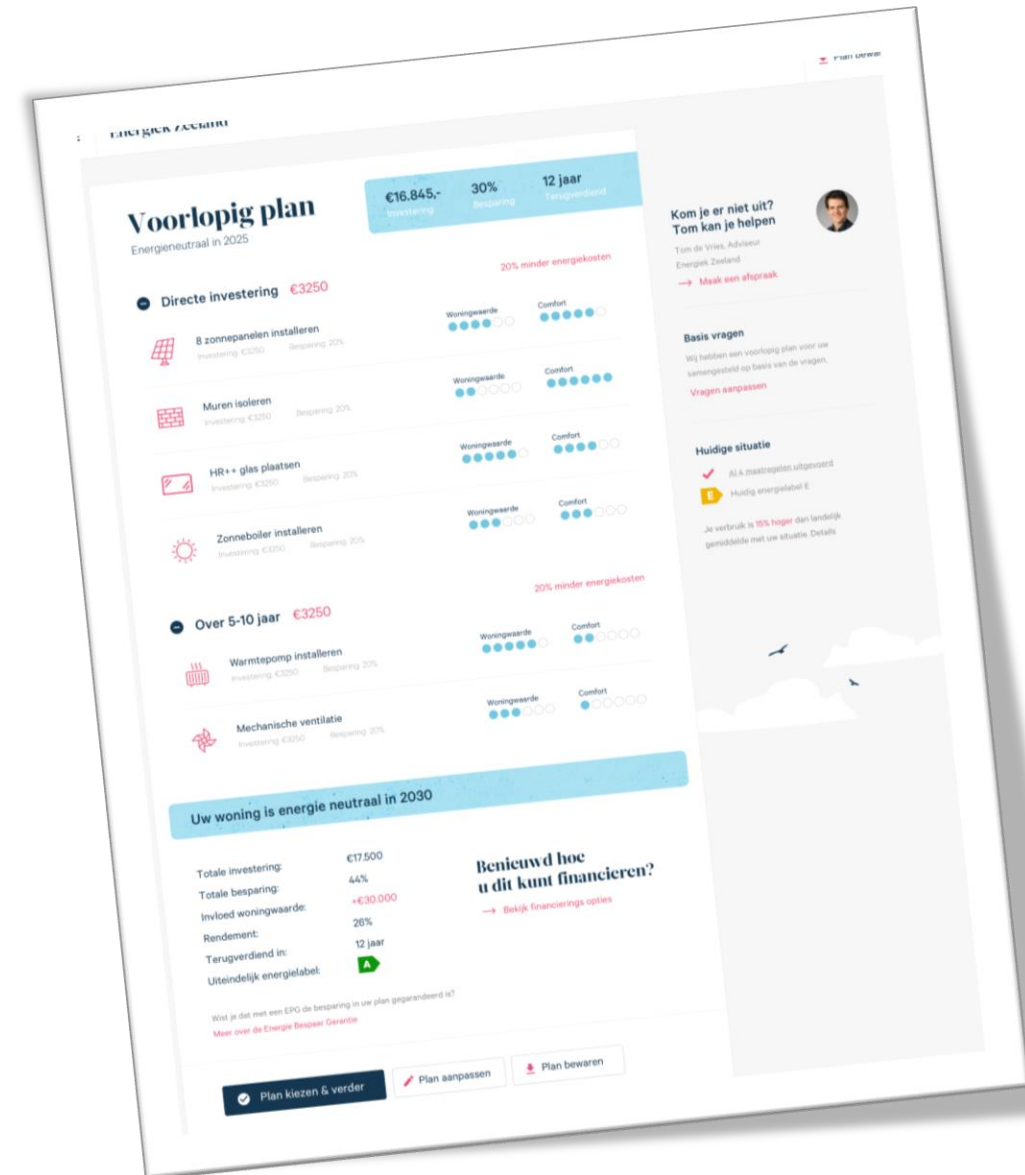 Energiek Zeeland
Plan bewar
Voorlopig plan
Energieneutraal in 2025
€16.845,- 30% 12 jaar
Investering Besparing Terugverdiend
Directe investering €3250 20% minder energiekosten
8 zonnepanelen installeren Woningwaarde Comfort
Investering: €3250 Besparing: 20%
Muren isoleren Woningwaarde Comfort
Investering: €3250 Besparing: 20%
HR++ glas plaatsen Woningwaarde Comfort
Investering: €3250 Besparing: 20%
Zonneboiler installeren Woningwaarde Comfort
Investering: €3250 Besparing: 20%
Over 5-10 jaar €3250 20% minder energiekosten
Warmtepomp installeren Woningwaarde Comfort
Investering: €3250 Besparing: 20%
Mechanische ventilatie Woningwaarde Comfort
Investering: €3250 Besparing: 20%
Uw woning is energie neutraal in 2030
Totale investering: €17.500
Totale besparing: 44%
Invloed woningwaarde: +€30.000
Rendement: 26%
Terugverdiend in: 12 jaar
Uiteindelijk energielabel: A
Wist je dat met een EPG de besparing in uw plan gegarandeerd is?
Meer over de Energie Bespaar Garantie
Benieuwd hoe
u dit kunt financieren?
Bekijk financierings opties
Plan kiezen & verder
Plan aanpassen
Plan bewaren
Kom je er niet uit?
Tom kan je helpen
Tom de Vries, Adviseur
Energiek Zeeland
Maak een afspraak
Basis vragen
Wij hebben een voorlopig plan voor uw
samengesteld op basis van de vragen.
Vragen aanpassen
Huidige situatie
Al 4 maatregelen uitgevoerd
E Huidig energielabel E
Je verbruik is 15% hoger dan landelijk
gemiddelde met uw situatie. Details